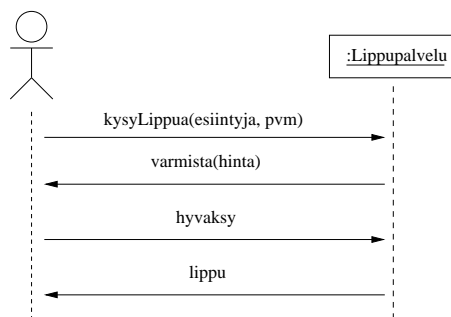 :Lippupalvelu
kysyLippua(esiintyja, pvm)
varmista(hinta)
hyvaksy
lippu